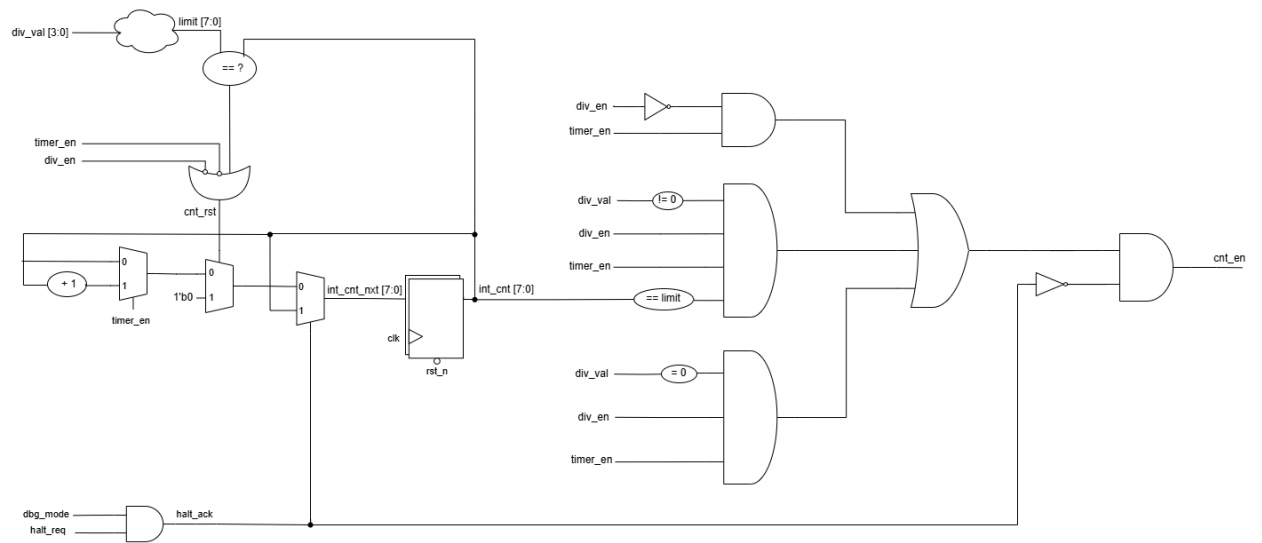 div_val [3:0]
limit [7:0]
== ?
timer_en
div_en
cnt_rst
0
+ 1
1
timer_en
0
1'b0
1
0
1
int_cnt_nxt [7:0]
clk
rst_n
int_cnt [7:0]
dbg_mode
halt_req
halt_ack
div_en
timer_en
div_val
!= 0
div_en
timer_en
== limit
div_val
= 0
div_en
timer_en
cnt_en